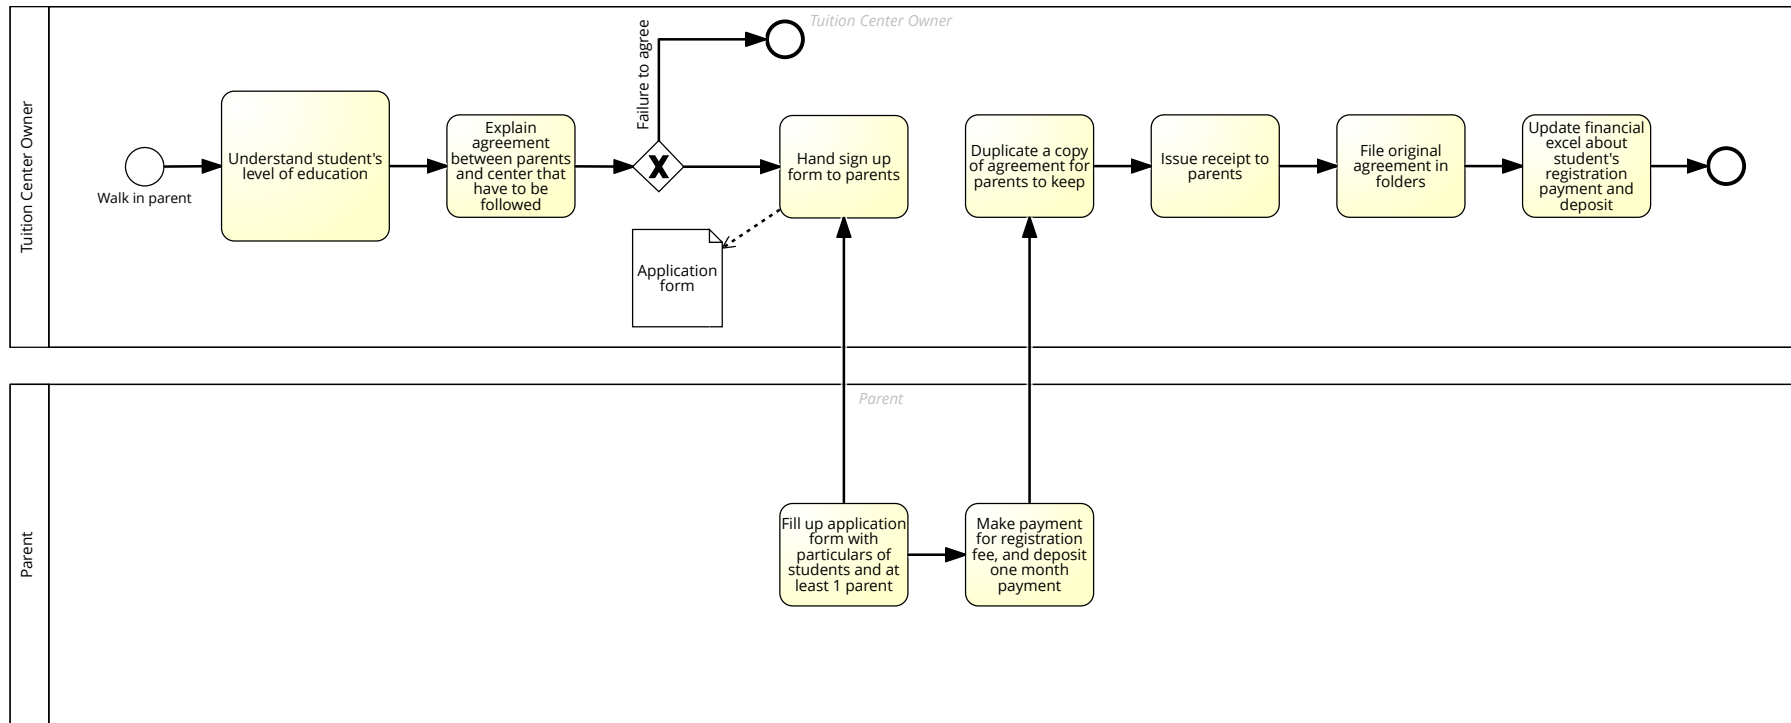 Tuition Center Owner
Tuition Center Owner
Walk in parent
Understand student's
level of education
Explain
agreement
between parents
and center that
have to be
followed
Failure to agree
X
Hand sign up
form to parents
Application
form
Duplicate a copy
of agreement for
parents to keep
Issue receipt to
parents
File original
agreement in
folders
Update financial
excel about
student's
registration
payment and
deposit
Parent
Parent
Fill up application
form with
particulars of
students and at
least 1 parent
Make payment
for registration
fee, and deposit
one month
payment